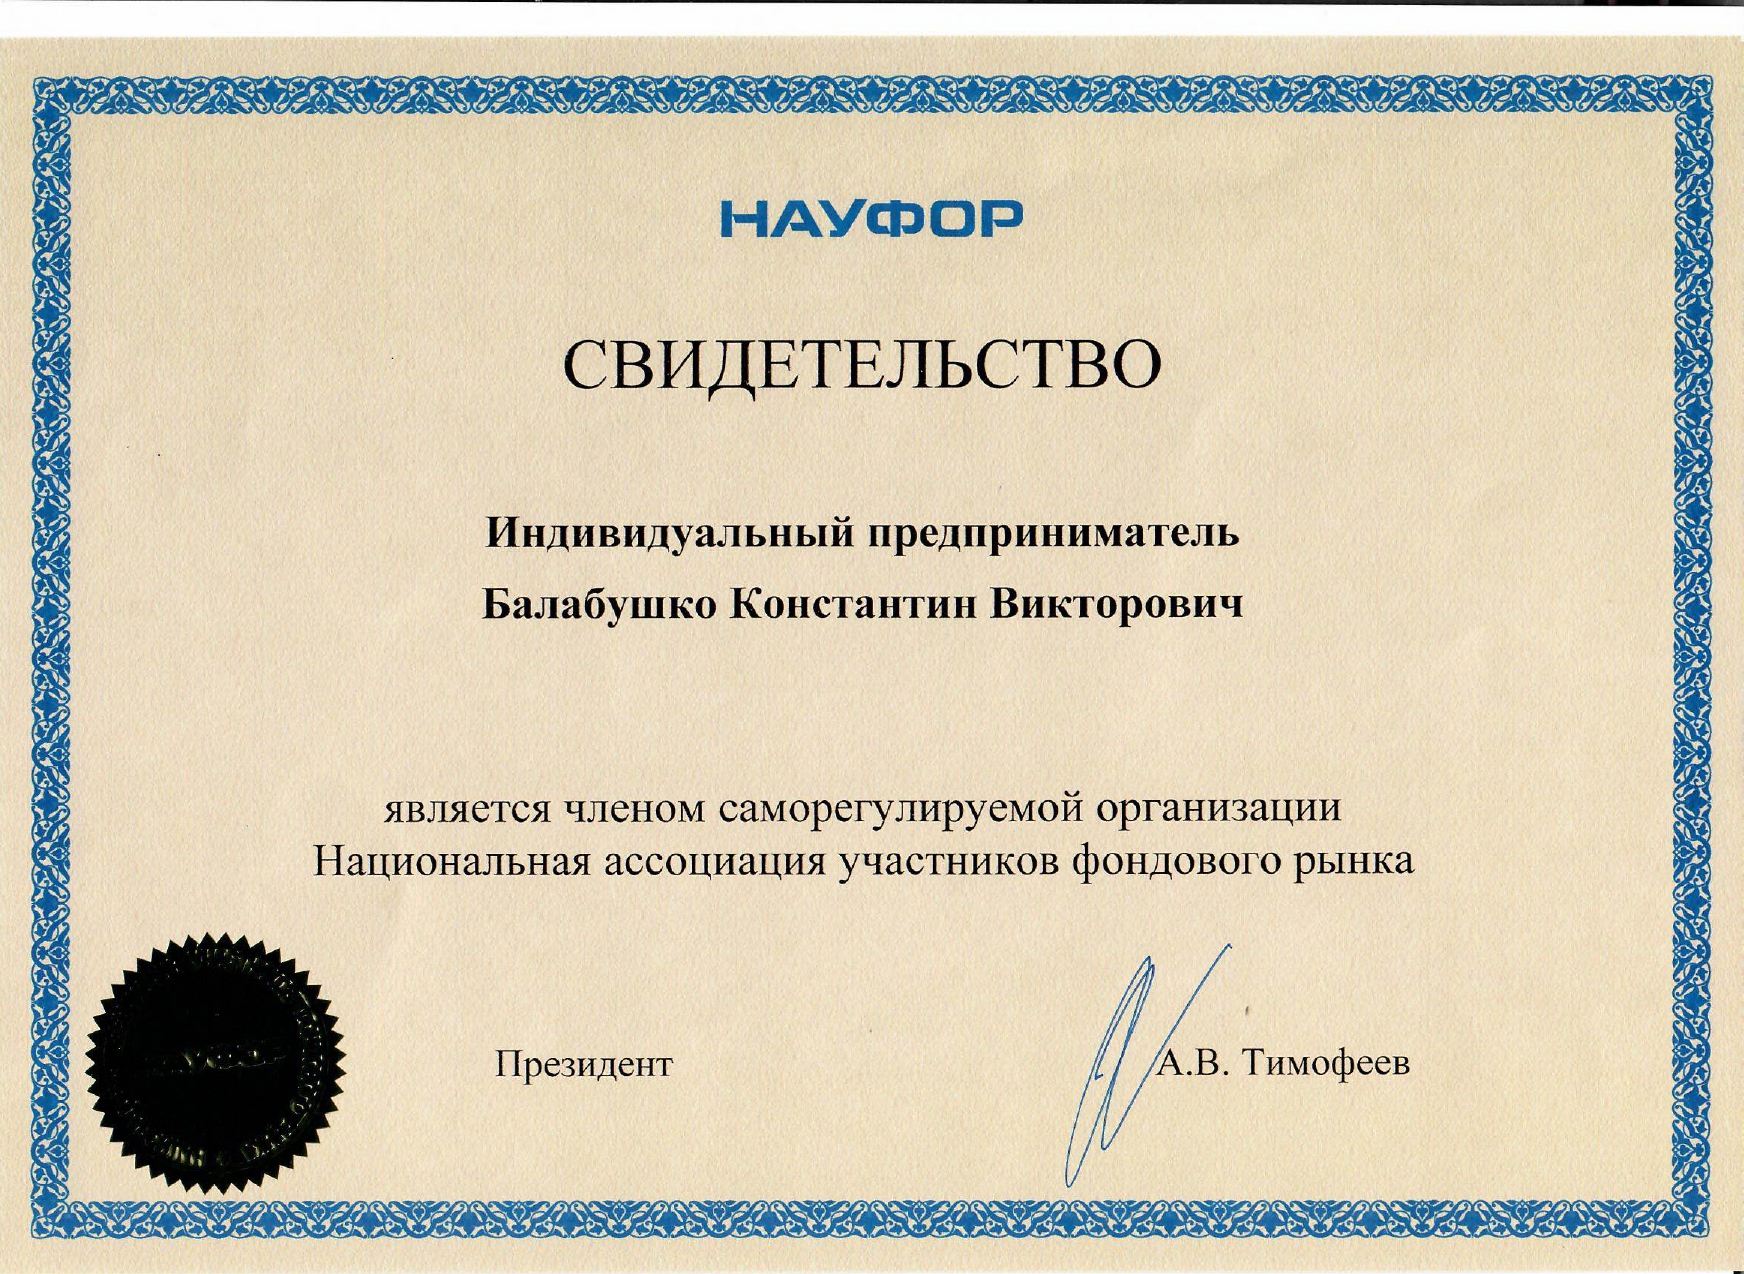 НАУФОР
СВИДЕТЕЛЬСТВО
Индивидуальный предприниматель
Балабушко Константин Викторович
является членом саморегулируемой организации
Национальная ассоциация участников фондового рынка
Президент
А.В. Тимофеев